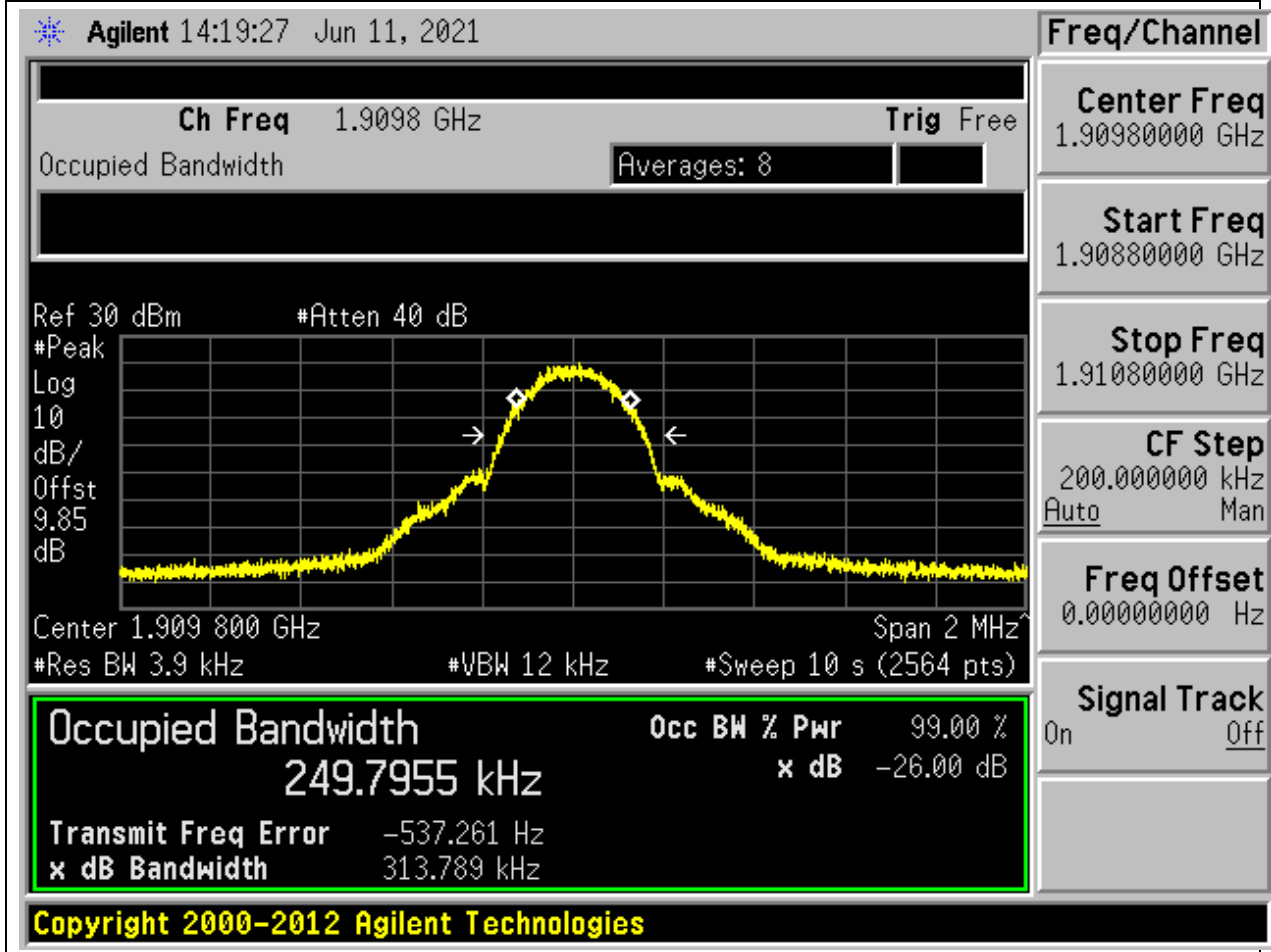 Agilent 14:19:27 Jun 11, 2021
Freq/Channel
Ch Freq 1.9098 GHz Trig Free
Occupied Bandwidth Averages: 8
Ref 30 dBm #Atten 40 dB
#Peak
Log
10
dB/
Offst
9.85
dB
Center 1.909 800 GHz Span 2 MHz^
#Res BW 3.9 kHz #VBW 12 kHz #Sweep 10 s (2564 pts)
Occupied Bandwidth
249.7955 kHz
Occ BW % Pwr 99.00 %
x dB -26.00 dB
Transmit Freq Error -537.261 Hz
x dB Bandwidth 313.789 kHz
Copyright 2000-2012 Agilent Technologies
Center Freq
1.90980000 GHz
Start Freq
1.90880000 GHz
Stop Freq
1.91080000 GHz
CF Step
200.000000 kHz
Auto Man
Freq Offset
0.00000000 Hz
Signal Track
On Off